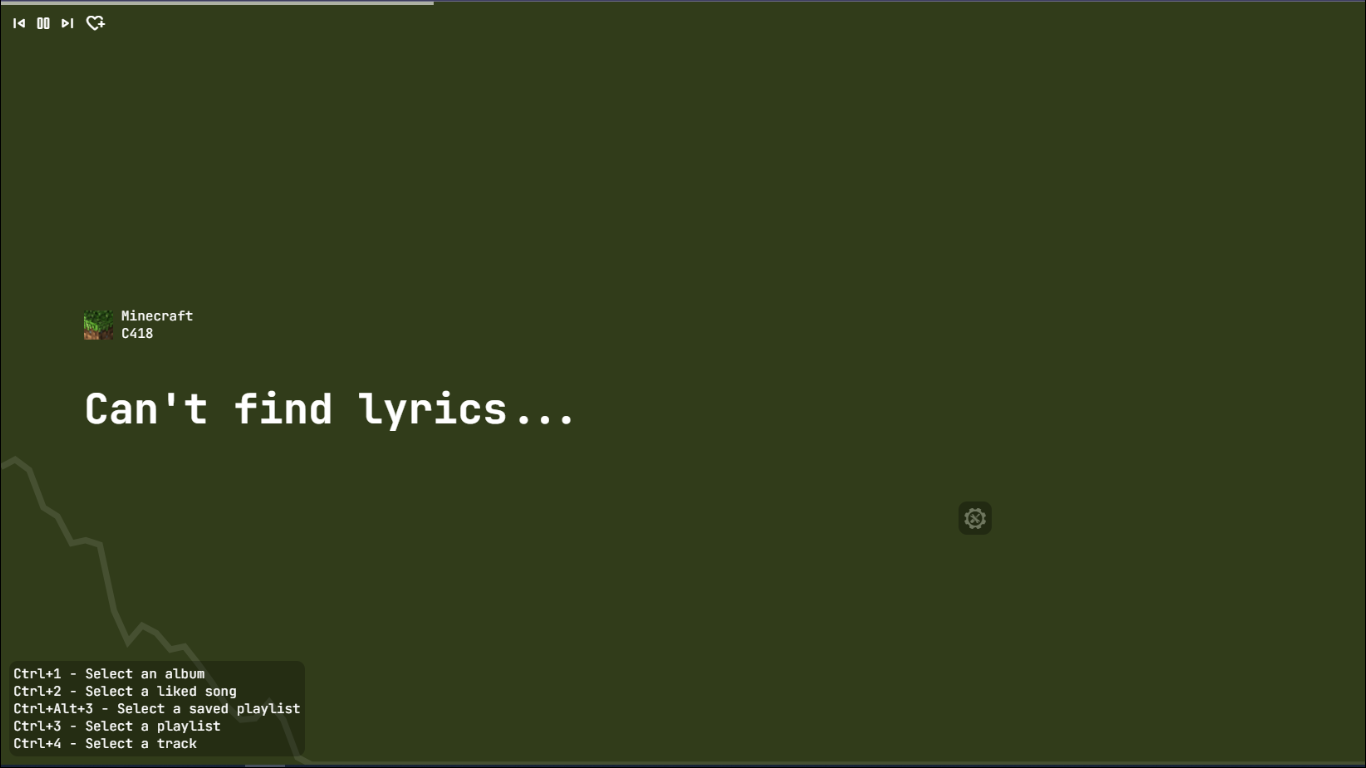 Minecraft
C418
Can't find lyrics...
Ctrl+1 - Select an album
Ctrl+2 - Select a liked song
Ctrl+Alt+3 - Select a saved playlist
Ctrl+3 - Select a playlist
Ctrl+4 - Select a track